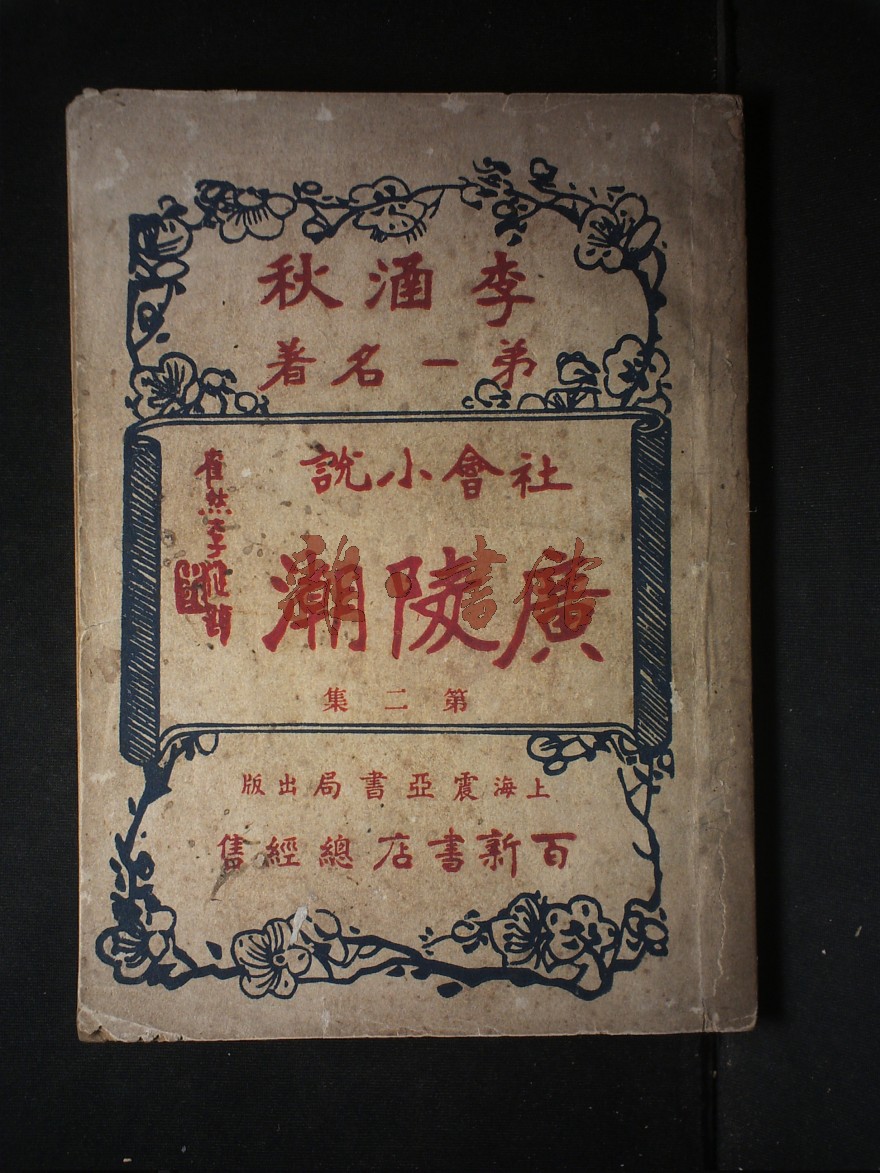 李涵秋
弟一名著
社會小說
廣陵潮
第二集
上海震亞書局出版
百新書店總經售